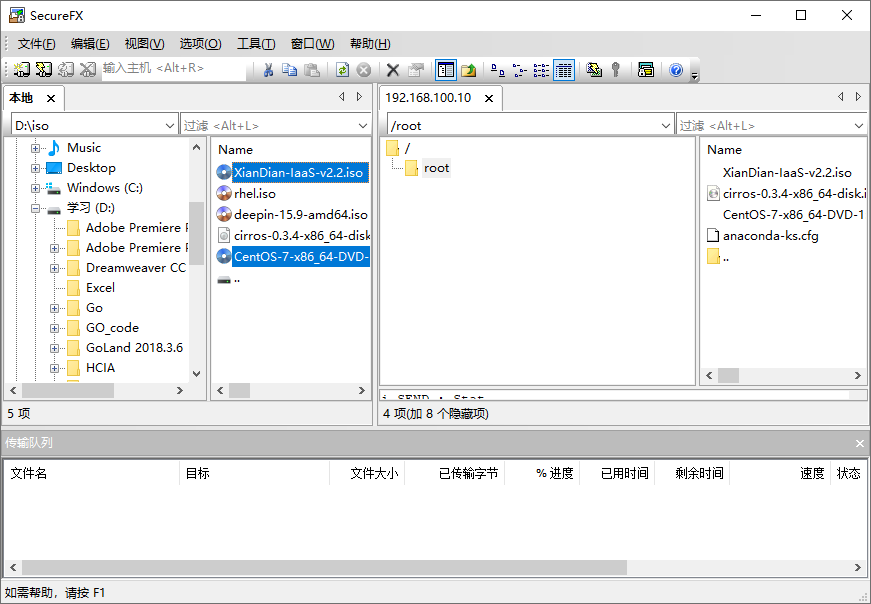 SecureFX
文件(F) 编辑(E) 视图(V) 选项(O) 工具(T) 窗口(W) 帮助(H)
输入主机 <Alt+R>
本地
D:\iso
过滤 <Alt+L>
Music
Desktop
Windows (C:)
学习 (D:)
Adobe Premiere P
Adobe Premiere P
Dreamweaver CC
Excel
Go
GO_code
GoLand 2018.3.6
HCIA
Name
XianDian-IaaS-v2.2.iso
rhel.iso
deepin-15.9-amd64.iso
cirros-0.3.4-x86_64-disk
CentOS-7-x86_64-DVD-
..
5 项
192.168.100.10
/root
过滤 <Alt+L>
/
root
Name
XianDian-IaaS-v2.2.iso
cirros-0.3.4-x86_64-disk.i
CentOS-7-x86_64-DVD-1
anaconda-ks.cfg
..
i SEND : Stat
4 项(加 8 个隐藏项)
传输队列
文件名 目标 文件大小 已传输字节 % 进度 已用时间 剩余时间 速度 状态
如需帮助，请按 F1